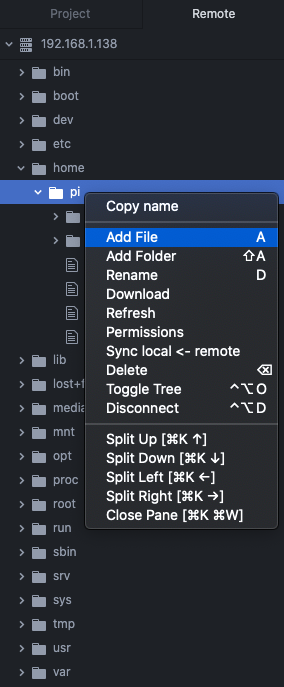 Project Remote
192.168.1.138
bin
boot
dev
etc
home
pi
Copy name
Add File A
Add Folder ⇧A
Rename D
Download
Refresh
Permissions
Sync local <- remote
Delete ⌫
Toggle Tree ^⌥O
Disconnect ^⌥D
Split Up [⌘K ↑]
Split Down [⌘K ↓]
Split Left [⌘K ←]
Split Right [⌘K →]
Close Pane [⌘K ⌘W]
lib
lost+f
media
mnt
opt
proc
root
run
sbin
srv
sys
tmp
usr
var